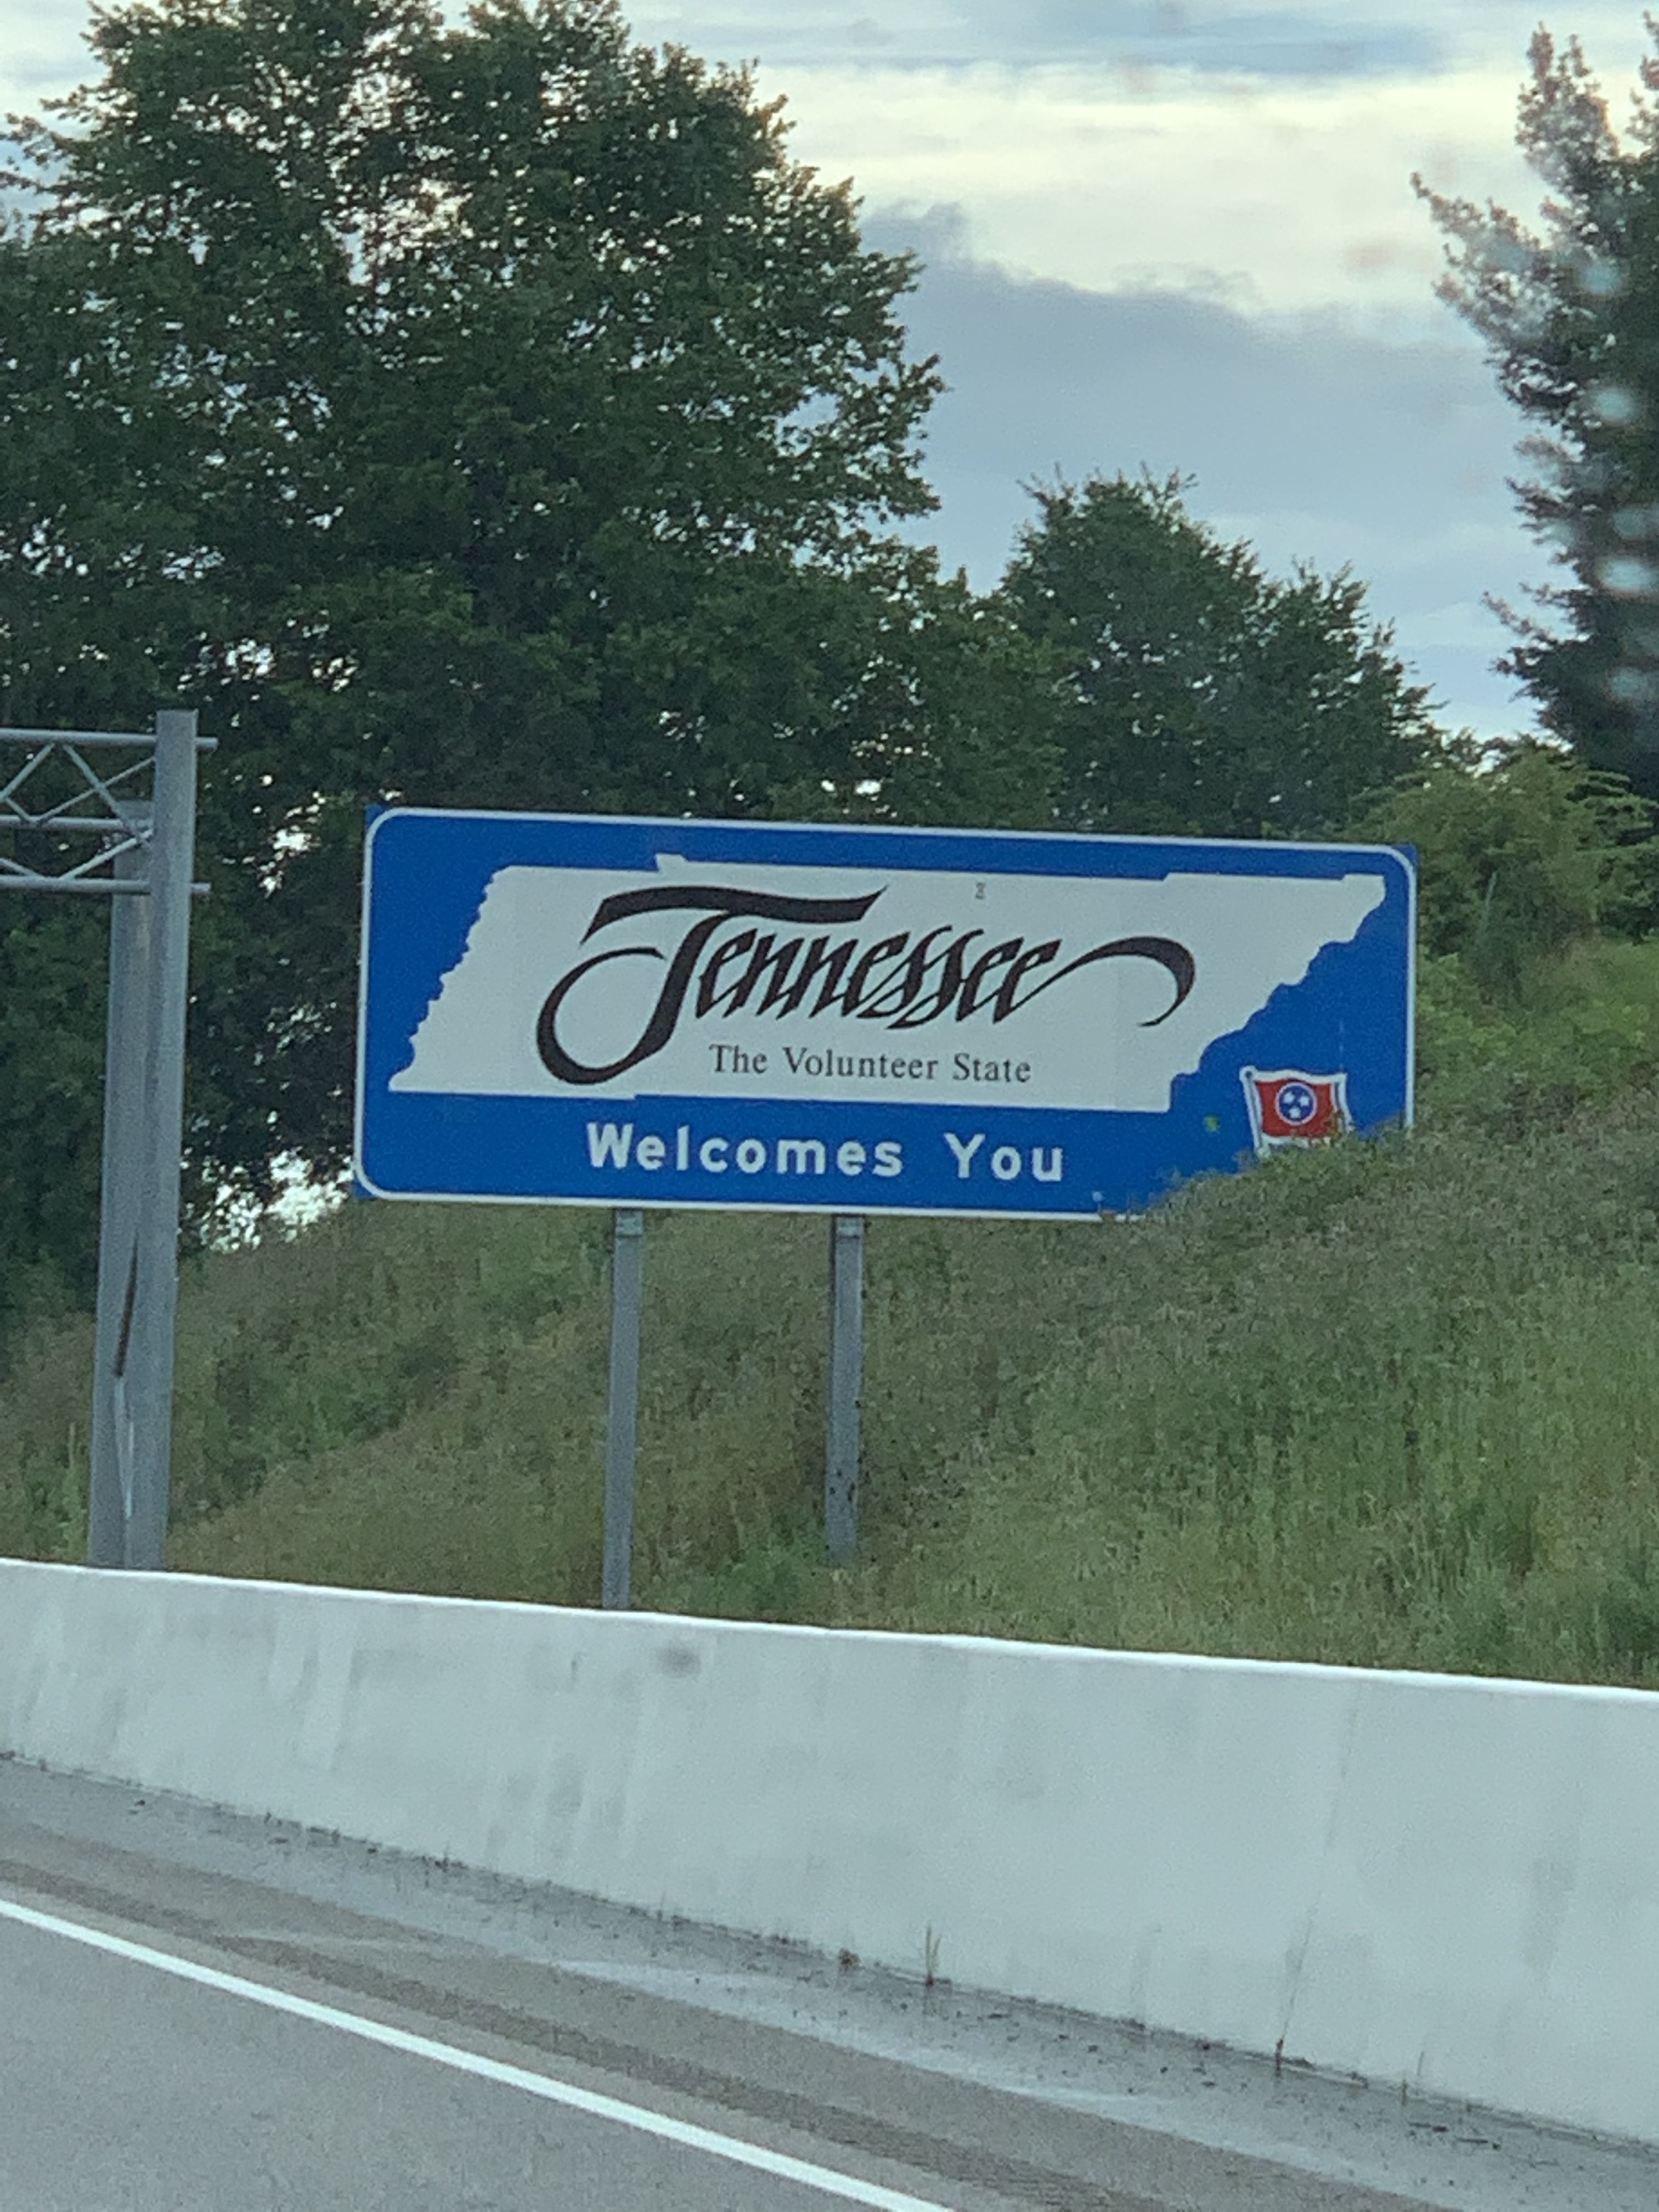 Tennessee
The Volunteer State
Welcomes You